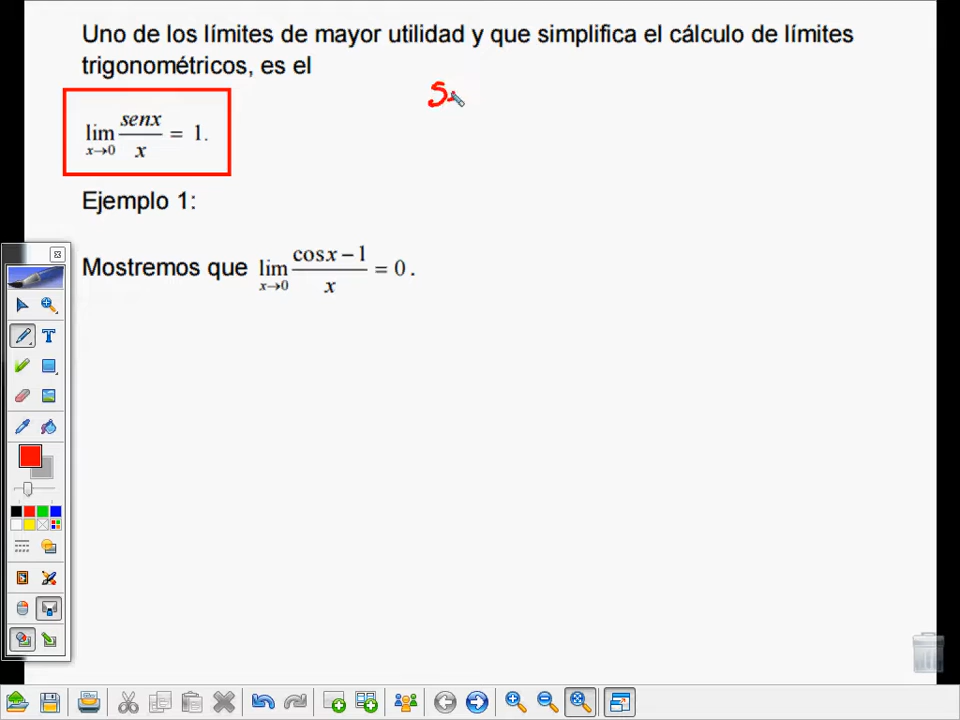 Uno de los límites de mayor utilidad y que simplifica el cálculo de límites
trigonométricos, es el
lim x→0 senx/x = 1.
Ejemplo 1:
Mostremos que lim x→0 cosx−1/x = 0.